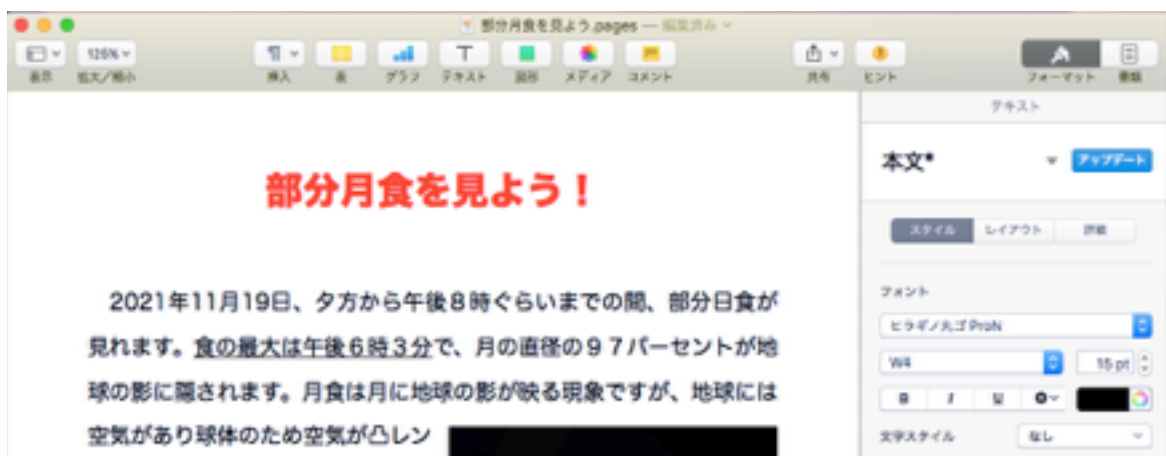 部分月食を見よう.pages — 編集済み
126%
表示
拡大/縮小
挿入
表
グラフ
テキスト
図形
メディア
コメント
共有
ヒント
フォーマット
書類
テキスト
本文*
アップデート
スタイル
レイアウト
詳細
フォント
ヒラギノ丸ゴ ProN
W4
15 pt
B I U
文字スタイル
なし
部分月食を見よう！
2021年11月19日、夕方から午後８時ぐらいまでの間、部分日食が
見れます。食の最大は午後６時３分で、月の直径の９７パーセントが地
球の影に隠されます。月食は月に地球の影が映る現象ですが、地球には
空気があり球体のため空気が凸レン